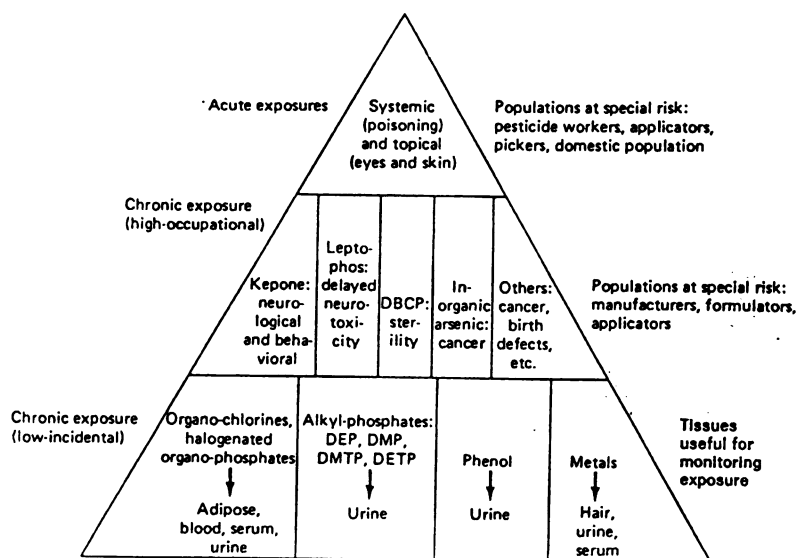 Acute exposures
Systemic
(poisoning)
and topical
(eyes and skin)
Populations at special risk:
pesticide workers, applicators,
pickers, domestic population
Chronic exposure
(high-occupational)
Kepone:
neuro-
logical
and beha-
vioral
Lepto-
phos:
delayed
neuro-
toxi-
city
DBCP:
ster-
ility
In-
organic
arsenic:
cancer
Others:
cancer,
birth
defects,
etc.
Populations at special risk:
manufacturers, formulators,
applicators
Chronic exposure
(low-incidental)
Organo-chlorines,
halogenated
organo-phosphates
Adipose,
blood, serum,
urine
Alkyl-phosphates:
DEP, DMP,
DMTP, DETP
Urine
Phenol
Urine
Metals
Hair,
urine,
serum
Tissues
useful for
monitoring
exposure